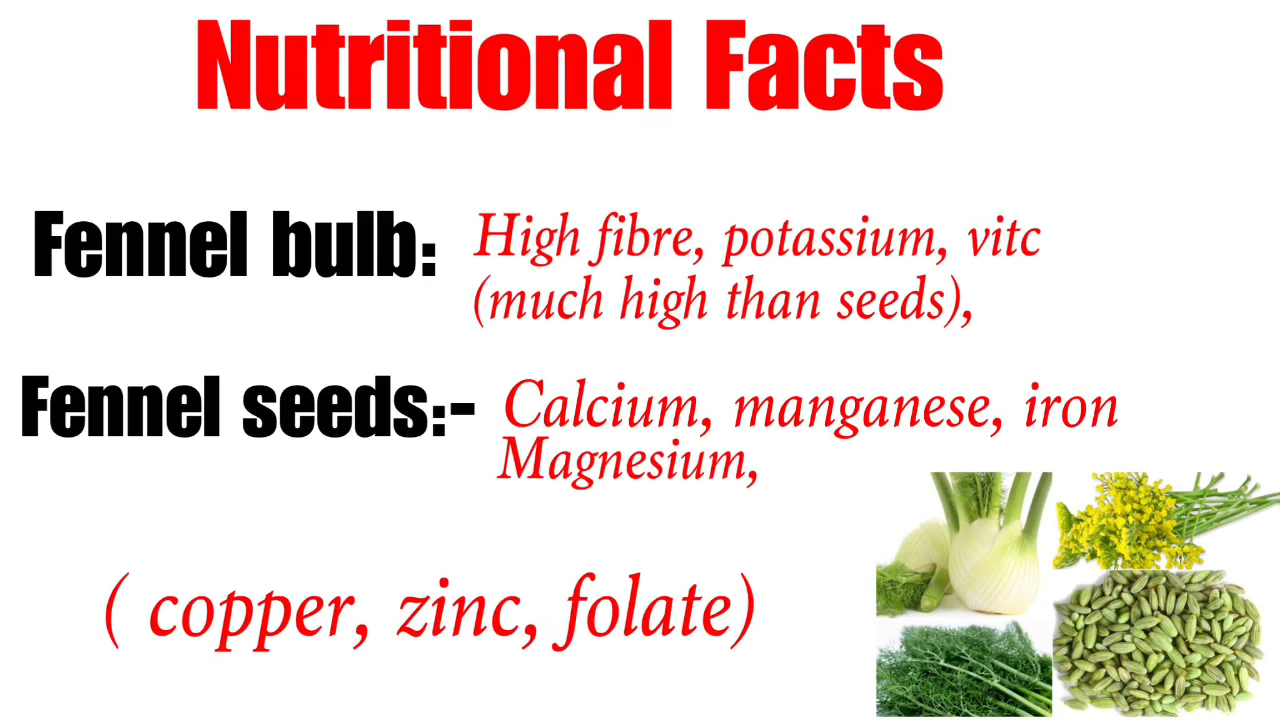 Nutritional Facts
Fennel bulb: High fibre, potassium, vitc
(much high than seeds),
Fennel seeds:- Calcium, manganese, iron
Magnesium,
( copper, zinc, folate)